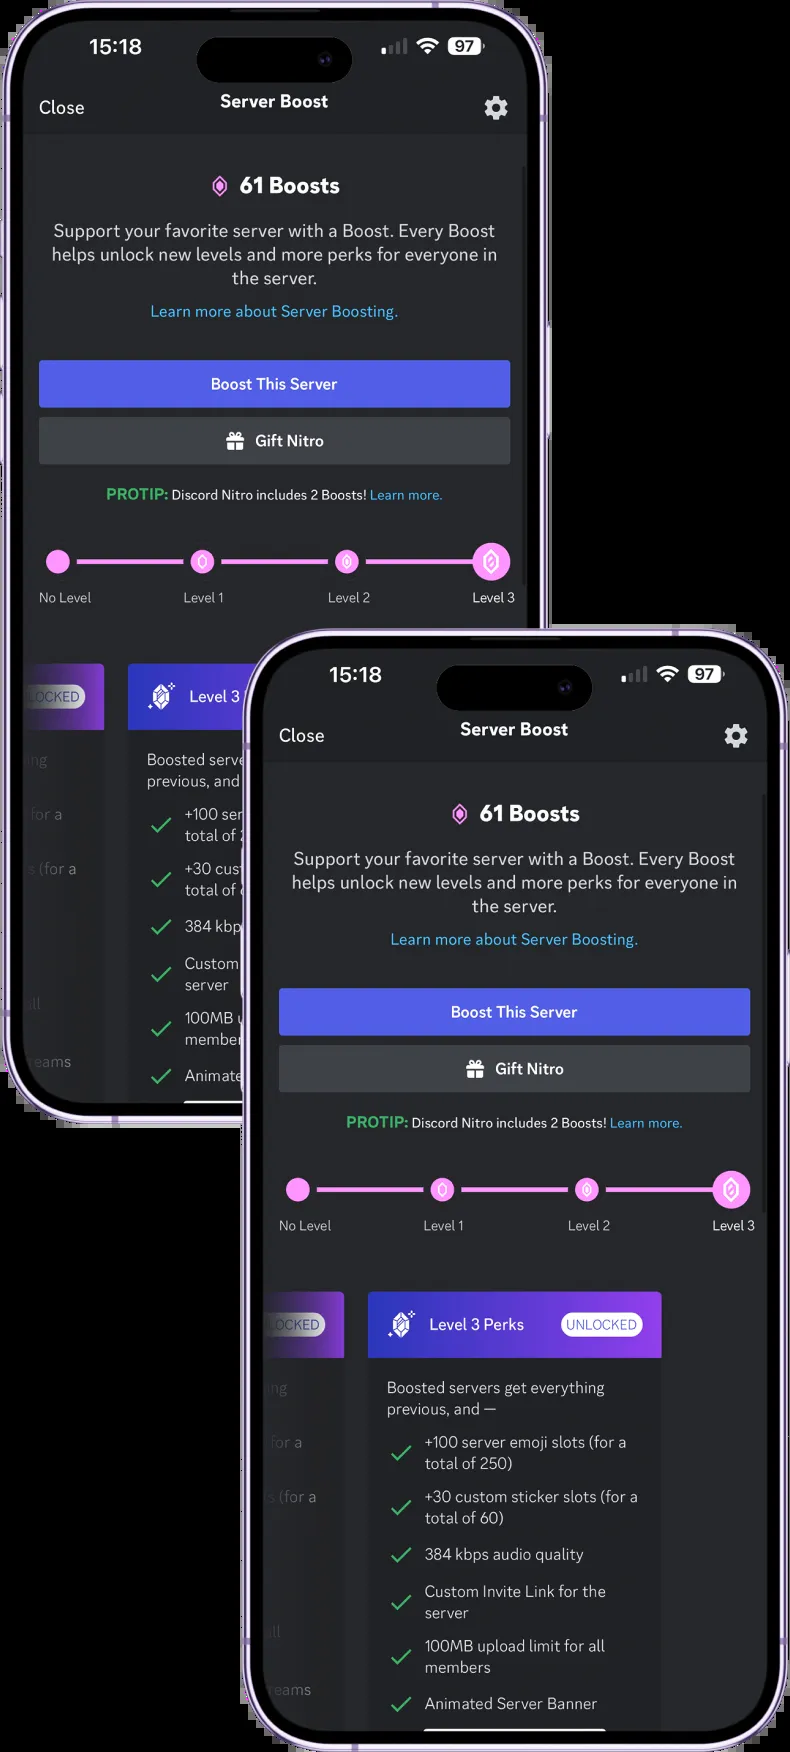 15:18
97
Close
Server Boost
61 Boosts
Support your favorite server with a Boost. Every Boost
helps unlock new levels and more perks for everyone in
the server.
Learn more about Server Boosting.
Boost This Server
Gift Nitro
PROTIP: Discord Nitro includes 2 Boosts! Learn more.
No Level
Level 1
Level 2
Level 3
LOCKED
Level 3
ing
for a
s (for a
all
reams
Boosted serve
previous, and
+100 ser
total of 2
+30 cust
total of
384 kbp
Custom
server
100MB u
member
Animate
15:18
97
Close
Server Boost
61 Boosts
Support your favorite server with a Boost. Every Boost
helps unlock new levels and more perks for everyone in
the server.
Learn more about Server Boosting.
Boost This Server
Gift Nitro
PROTIP: Discord Nitro includes 2 Boosts! Learn more.
No Level
Level 1
Level 2
Level 3
LOCKED
Level 3 Perks
UNLOCKED
ing
for a
s (for a
all
reams
Boosted servers get everything
previous, and —
+100 server emoji slots (for a
total of 250)
+30 custom sticker slots (for a
total of 60)
384 kbps audio quality
Custom Invite Link for the
server
100MB upload limit for all
members
Animated Server Banner